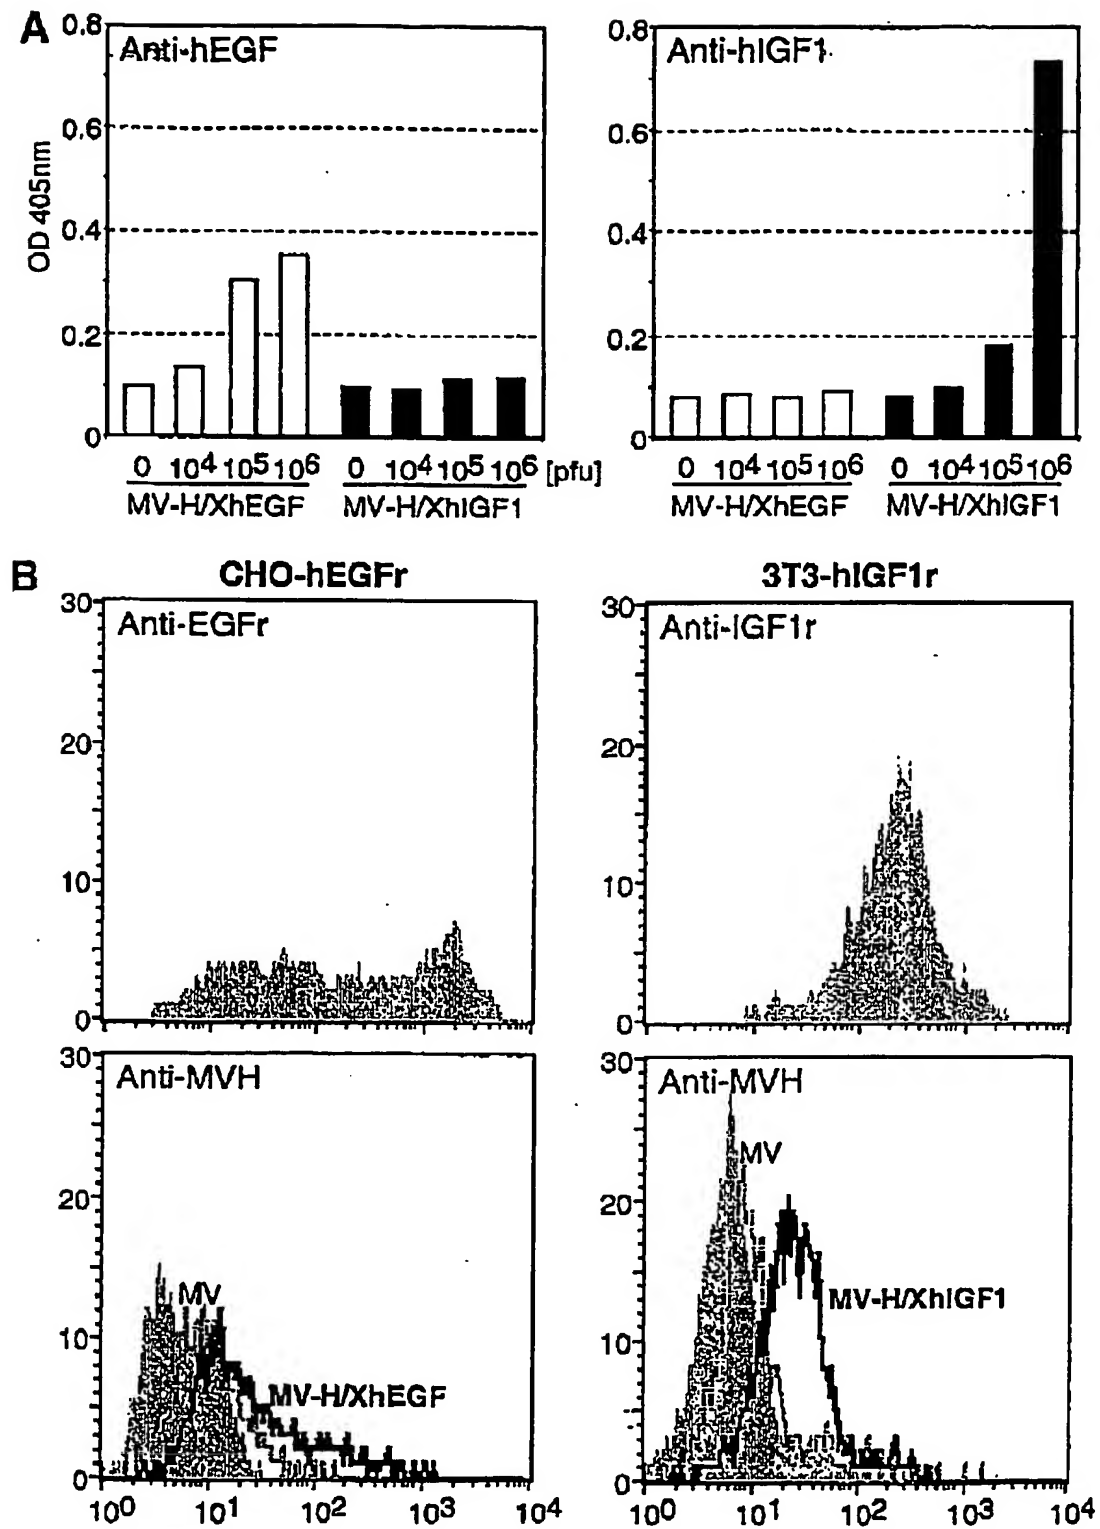 A
Anti-hEGF
Anti-hIGF1
OD 405nm
0.8
0.6
0.4
0.2
0
0.8
0.6
0.4
0.2
0
0 10⁴ 10⁵ 10⁶ 0 10⁴ 10⁵ 10⁶ [pfu]
MV-H/XhEGF MV-H/XhIGF1
0 10⁴ 10⁵ 10⁶ 0 10⁴ 10⁵ 10⁶
MV-H/XhEGF MV-H/XhIGF1
B
CHO-hEGFr
3T3-hIGF1r
30
Anti-EGFr
20
10
0
30
Anti-IGF1r
20
10
0
30
Anti-MVH
20
MV
10
MV-H/XhEGF
0
10⁰ 10¹ 10² 10³ 10⁴
30
Anti-MVH
MV
20
MV-H/XhIGF1
10
0
10⁰ 10¹ 10² 10³ 10⁴